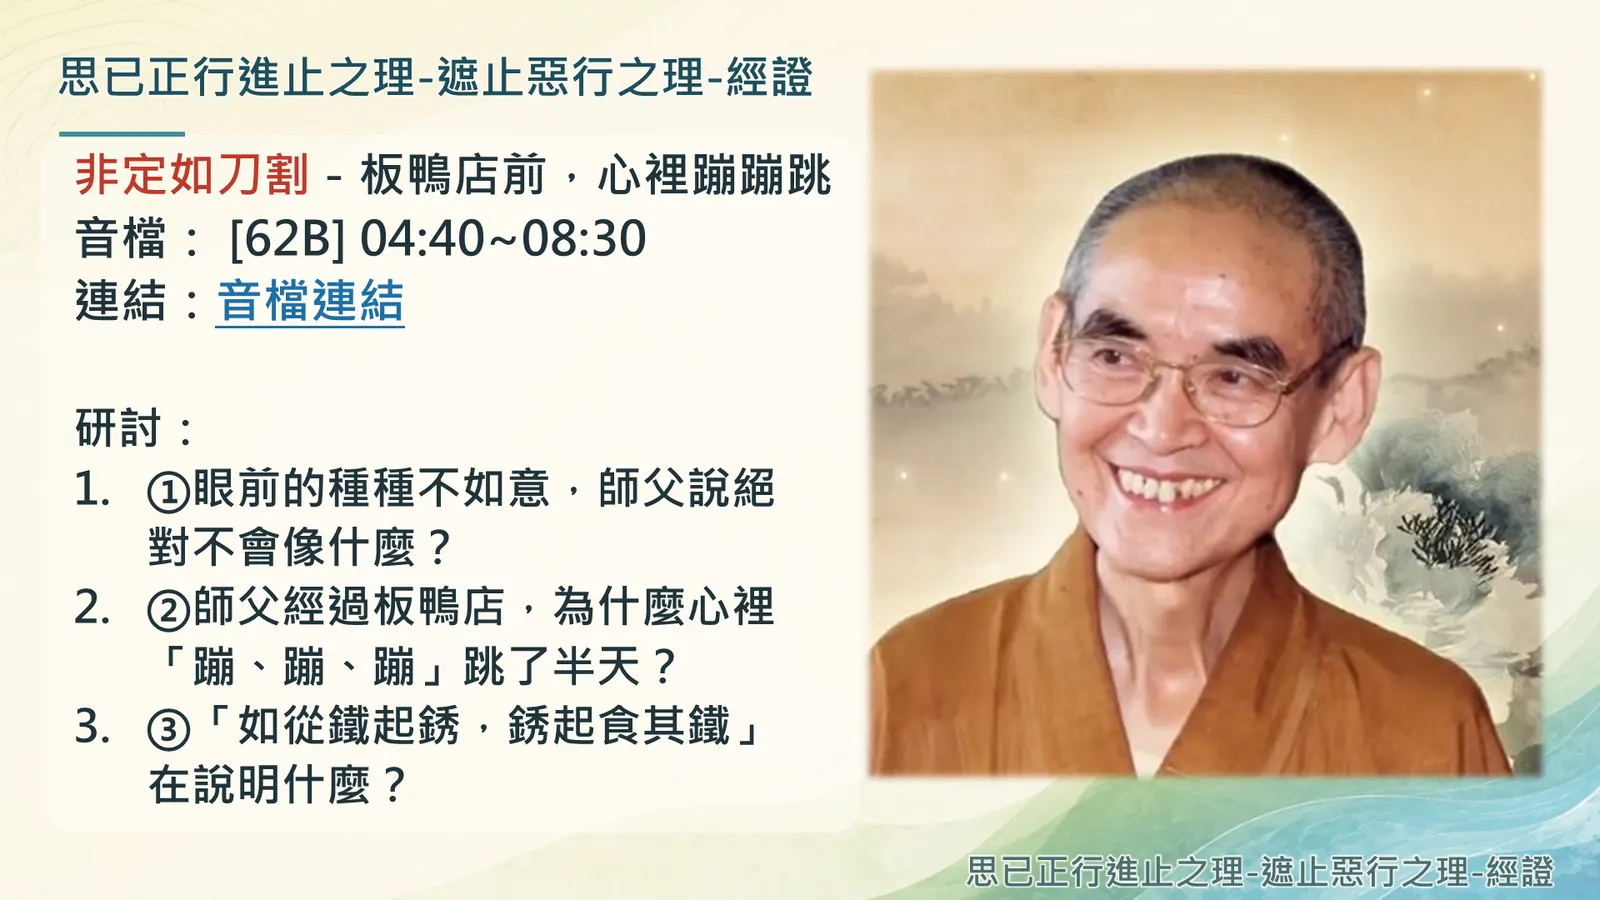 思已正行進止之理-遮止惡行之理-經證
非定如刀割 - 板鴨店前，心裡蹦蹦跳
音檔： [62B] 04:40~08:30
連結：音檔連結
研討：
1. ①眼前的種種不如意，師父說絕
對不會像什麼？
2. ②師父經過板鴨店，為什麼心裡
「蹦、蹦、蹦」跳了半天？
3. ③「如從鐵起銹，銹起食其鐵」
在說明什麼？
思已正行進止之理-遮止惡行之理-經證